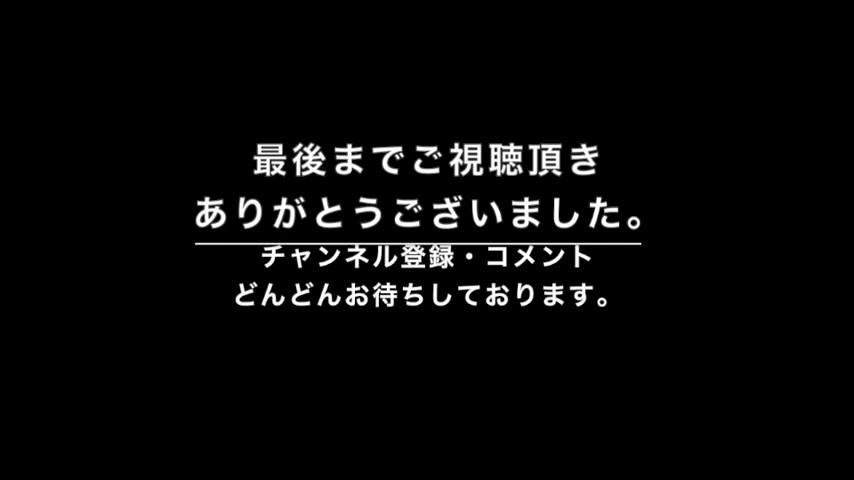 最後までご視聴頂き
ありがとうございました。
チャンネル登録・コメント
どんどんお待ちしております。